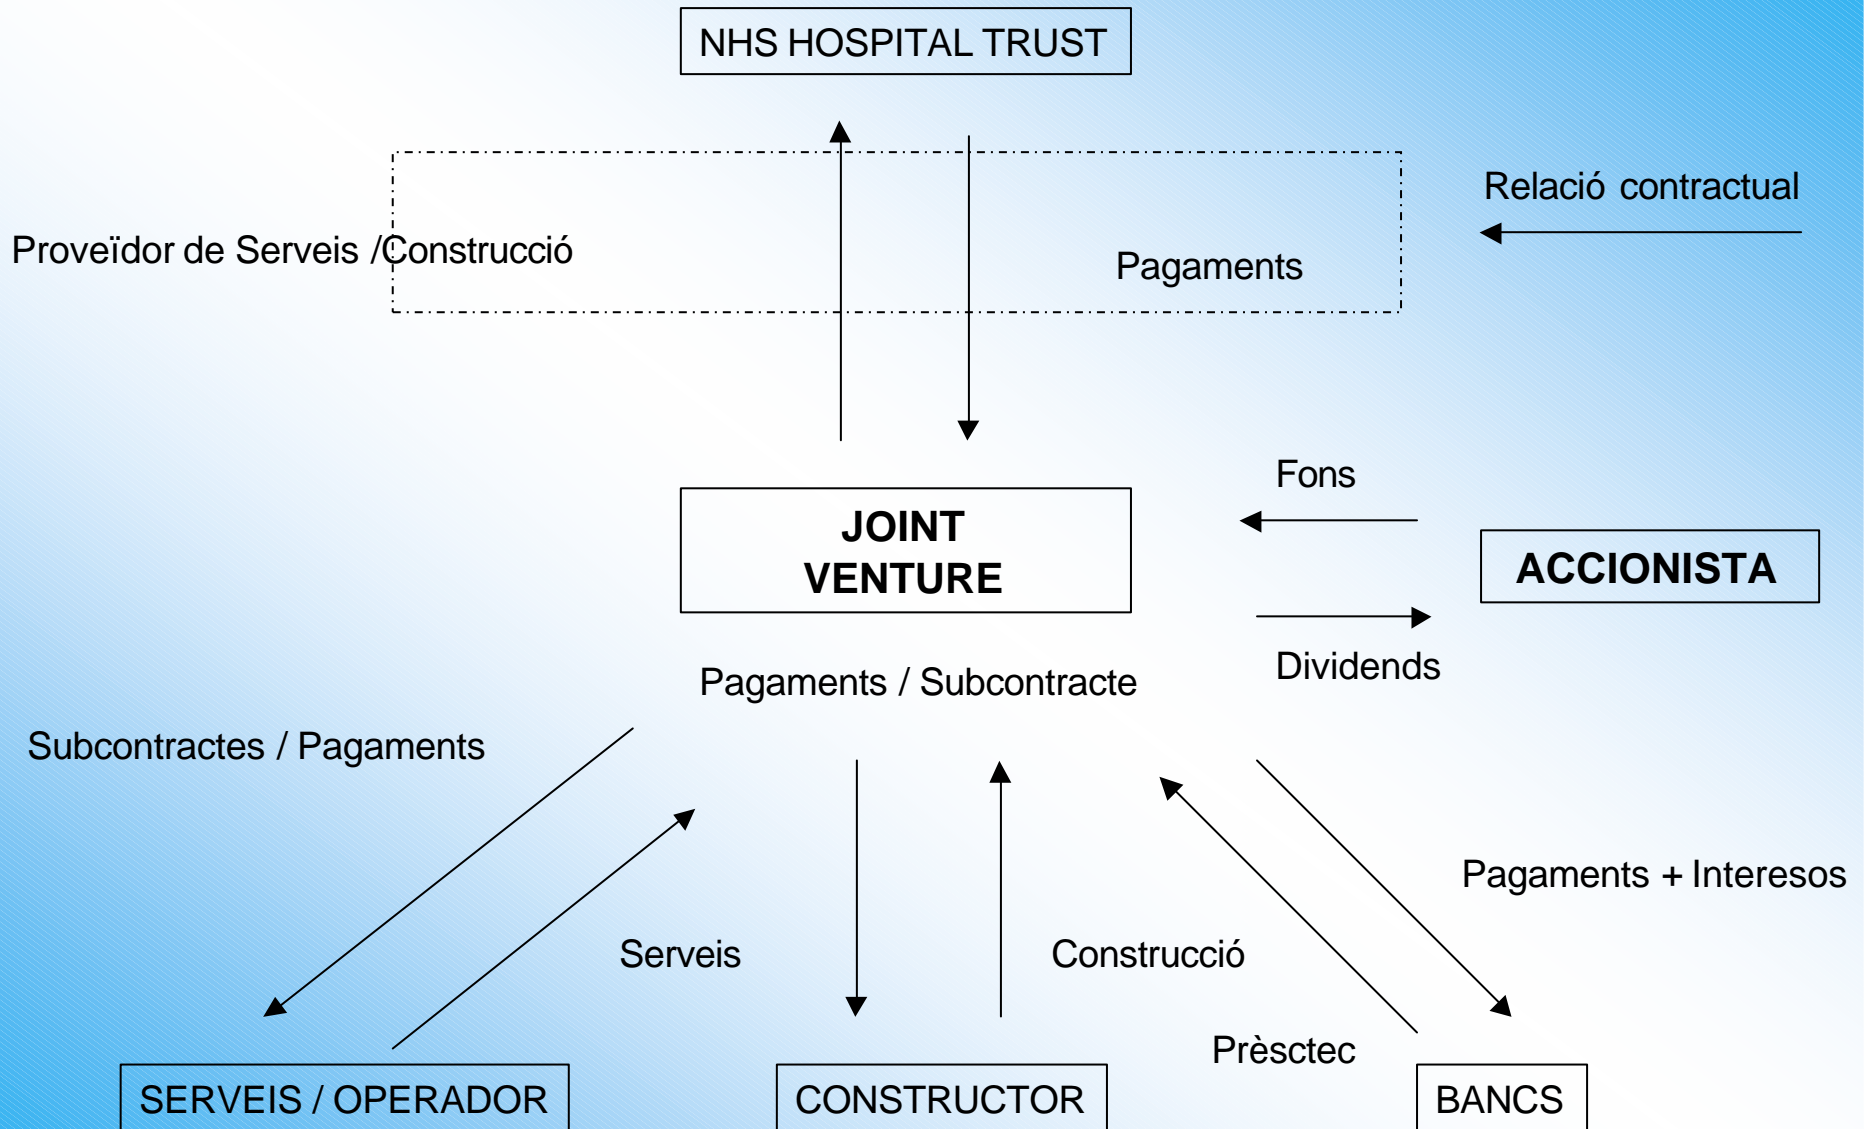 NHS HOSPITAL TRUST
Relació contractual
Proveïdor de Serveis /Construcció
Pagaments
Fons
JOINT
VENTURE
ACCIONISTA
Dividends
Pagaments / Subcontracte
Subcontractes / Pagaments
Pagaments + Interesos
Serveis
Construcció
Prèsctec
SERVEIS / OPERADOR
CONSTRUCTOR
BANCS